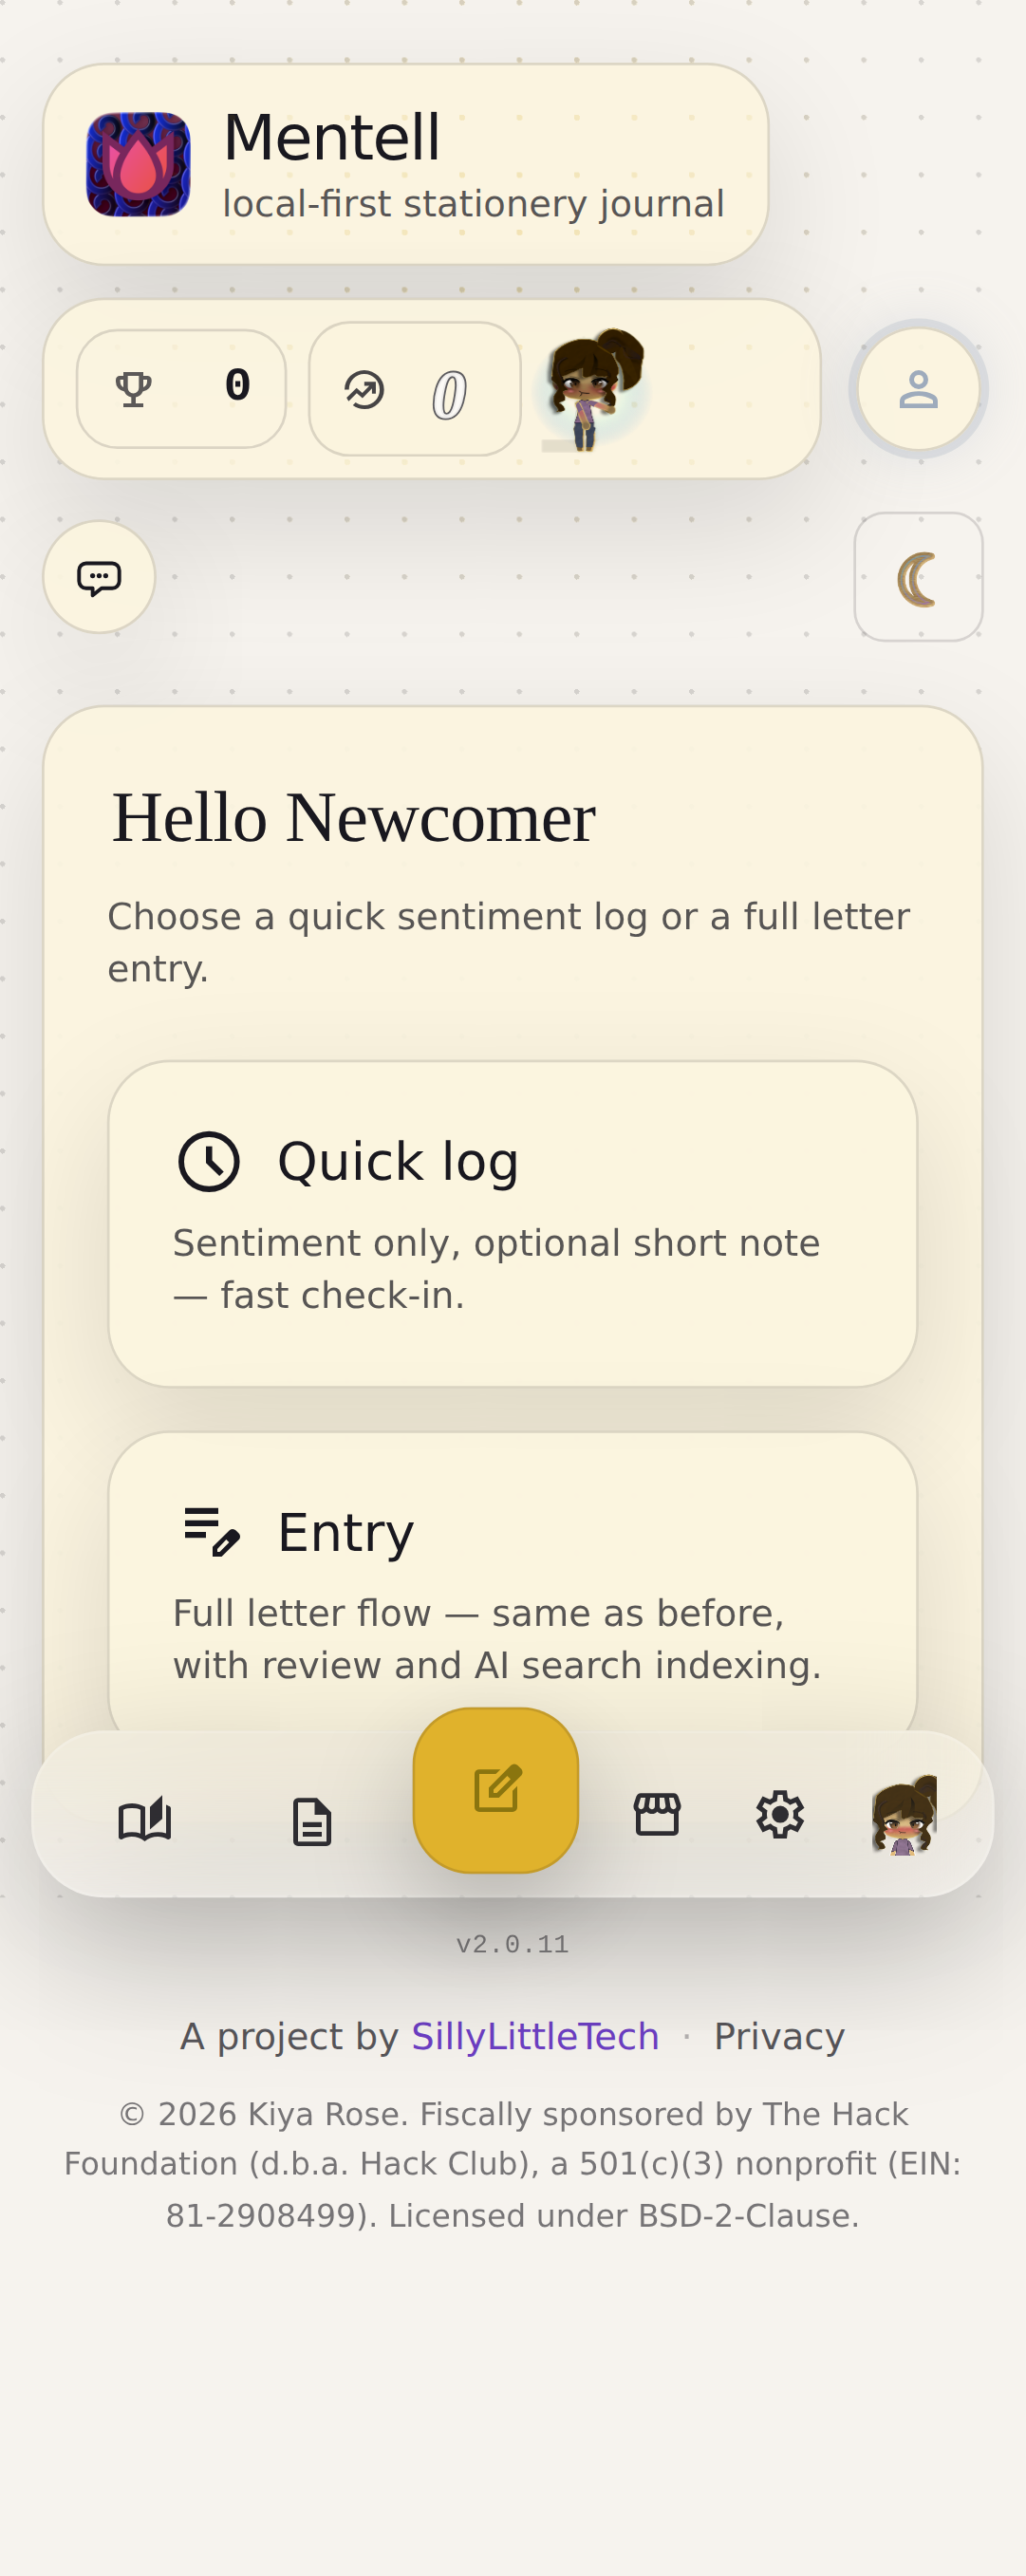 Mentell
local-first stationery journal
0
0
Hello Newcomer
Choose a quick sentiment log or a full letter
entry.
Quick log
Sentiment only, optional short note
— fast check-in.
Entry
Full letter flow — same as before,
with review and AI search indexing.
v2.0.11
A project by SillyLittleTech · Privacy
© 2026 Kiya Rose. Fiscally sponsored by The Hack
Foundation (d.b.a. Hack Club), a 501(c)(3) nonprofit (EIN:
81-2908499). Licensed under BSD-2-Clause.